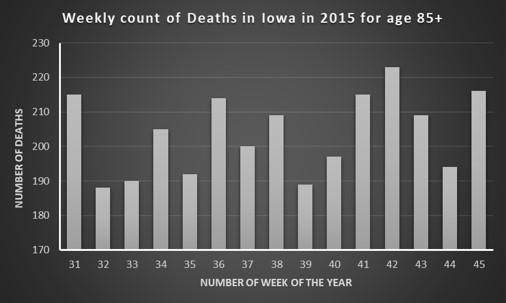 Weekly count of Deaths in Iowa in 2015 for age 85+
230
220
210
200
190
180
170
NUMBER OF DEATHS
31 32 33 34 35 36 37 38 39 40 41 42 43 44 45
NUMBER OF WEEK OF THE YEAR